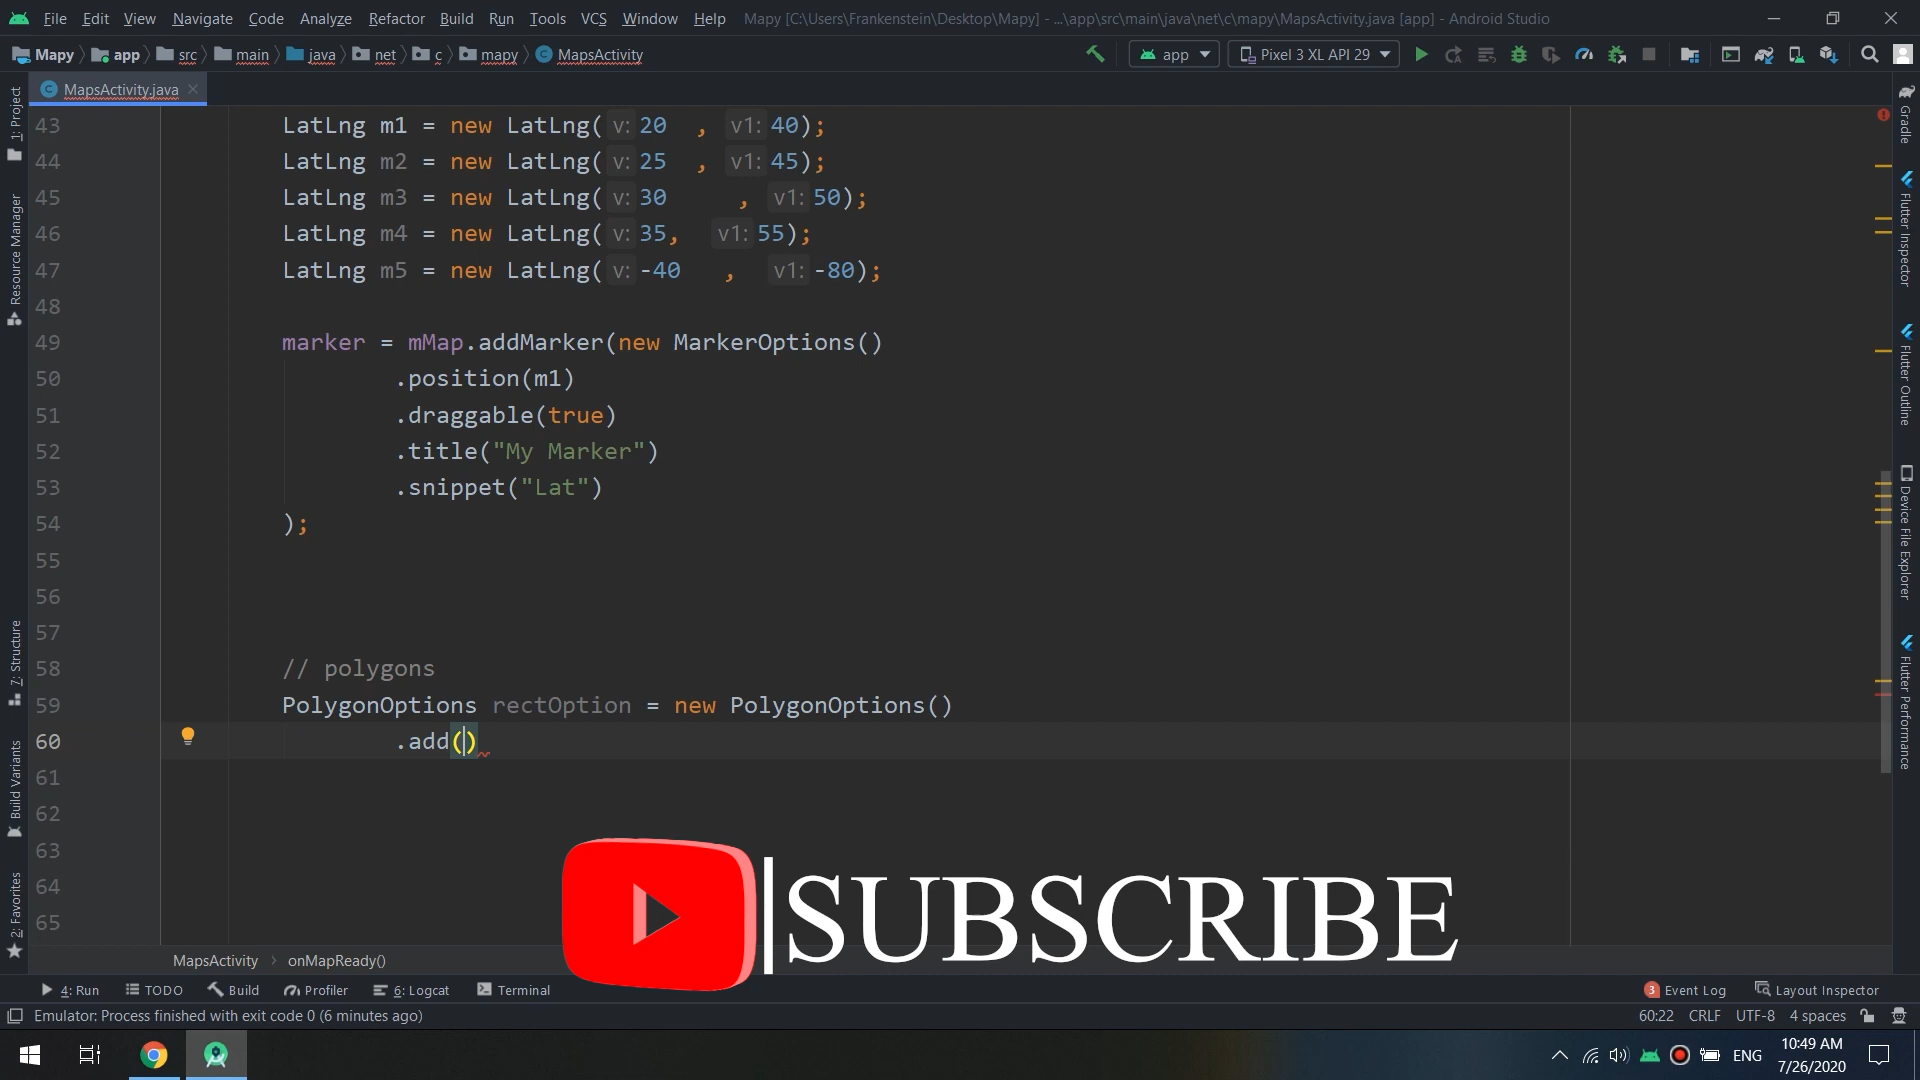 File Edit View Navigate Code Analyze Refactor Build Run Tools VCS Window Help Mapy [C:\Users\Frankenstein\Desktop\Mapy] - ...\app\src\main\java\net\c\mapy\MapsActivity.java [app] - Android Studio
Mapy app src main java net c mapy MapsActivity app Pixel 3 XL API 29
MapsActivity.java
1: Project
Resource Manager
7: Structure
Build Variants
2: Favorites
43 LatLng m1 = new LatLng( v: 20 , v1: 40);
44 LatLng m2 = new LatLng( v: 25 , v1: 45);
45 LatLng m3 = new LatLng( v: 30 , v1: 50);
46 LatLng m4 = new LatLng( v: 35, v1: 55);
47 LatLng m5 = new LatLng( v: -40 , v1: -80);
48
49 marker = mMap.addMarker(new MarkerOptions()
50 .position(m1)
51 .draggable(true)
52 .title("My Marker")
53 .snippet("Lat")
54 );
55
56
57
58 // polygons
59 PolygonOptions rectOption = new PolygonOptions()
60 .add()
61
62
63
64
65
SUBSCRIBE
Gradle
Flutter Inspector
Flutter Outline
Device File Explorer
Flutter Performance
MapsActivity onMapReady()
4: Run TODO Build Profiler 6: Logcat Terminal 3 Event Log Layout Inspector
Emulator: Process finished with exit code 0 (6 minutes ago) 60:22 CRLF UTF-8 4 spaces
ENG 10:49 AM
7/26/2020